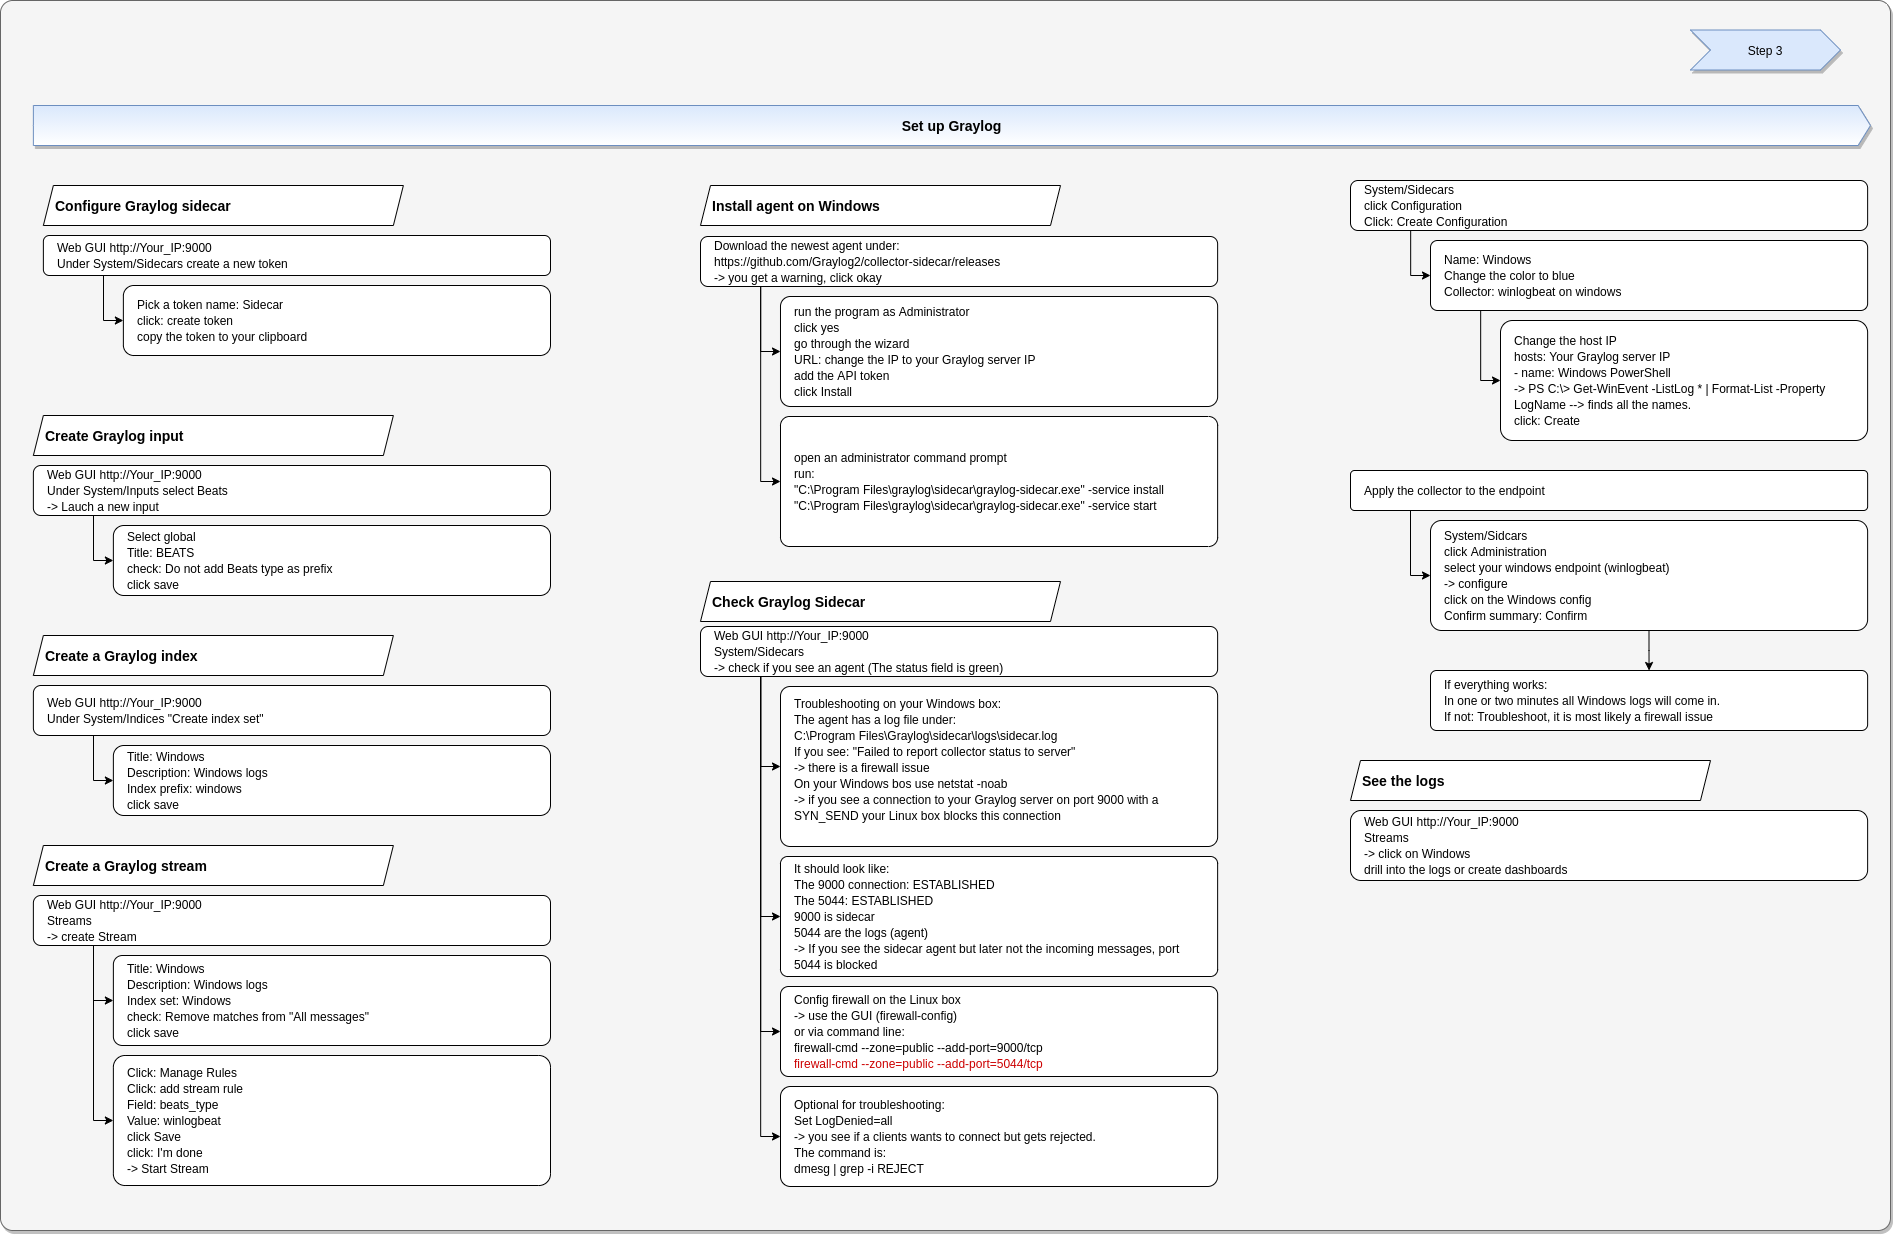 Step 3
Set up Graylog
Configure Graylog sidecar
Web GUI http://Your_IP:9000
Under System/Sidecars create a new token
Pick a token name: Sidecar
click: create token
copy the token to your clipboard
Create Graylog input
Web GUI http://Your_IP:9000
Under System/Inputs select Beats
-> Lauch a new input
Select global
Title: BEATS
check: Do not add Beats type as prefix
click save
Create a Graylog index
Web GUI http://Your_IP:9000
Under System/Indices "Create index set"
Title: Windows
Description: Windows logs
Index prefix: windows
click save
Create a Graylog stream
Web GUI http://Your_IP:9000
Streams
-> create Stream
Title: Windows
Description: Windows logs
Index set: Windows
check: Remove matches from "All messages"
click save
Click: Manage Rules
Click: add stream rule
Field: beats_type
Value: winlogbeat
click Save
click: I'm done
-> Start Stream
Install agent on Windows
Download the newest agent under:
https://github.com/Graylog2/collector-sidecar/releases
-> you get a warning, click okay
run the program as Administrator
click yes
go through the wizard
URL: change the IP to your Graylog server IP
add the API token
click Install
open an administrator command prompt
run:
"C:\Program Files\graylog\sidecar\graylog-sidecar.exe" -service install
"C:\Program Files\graylog\sidecar\graylog-sidecar.exe" -service start
Check Graylog Sidecar
Web GUI http://Your_IP:9000
System/Sidecars
-> check if you see an agent (The status field is green)
Troubleshooting on your Windows box:
The agent has a log file under:
C:\Program Files\Graylog\sidecar\logs\sidecar.log
If you see: "Failed to report collector status to server"
-> there is a firewall issue
On your Windows bos use netstat -noab
-> if you see a connection to your Graylog server on port 9000 with a
SYN_SEND your Linux box blocks this connection
It should look like:
The 9000 connection: ESTABLISHED
The 5044: ESTABLISHED
9000 is sidecar
5044 are the logs (agent)
-> If you see the sidecar agent but later not the incoming messages, port
5044 is blocked
Config firewall on the Linux box
-> use the GUI (firewall-config)
or via command line:
firewall-cmd --zone=public --add-port=9000/tcp
firewall-cmd --zone=public --add-port=5044/tcp
Optional for troubleshooting:
Set LogDenied=all
-> you see if a clients wants to connect but gets rejected.
The command is:
dmesg | grep -i REJECT
System/Sidecars
click Configuration
Click: Create Configuration
Name: Windows
Change the color to blue
Collector: winlogbeat on windows
Change the host IP
hosts: Your Graylog server IP
- name: Windows PowerShell
-> PS C:\> Get-WinEvent -ListLog * | Format-List -Property
LogName --> finds all the names.
click: Create
Apply the collector to the endpoint
System/Sidcars
click Administration
select your windows endpoint (winlogbeat)
-> configure
click on the Windows config
Confirm summary: Confirm
If everything works:
In one or two minutes all Windows logs will come in.
If not: Troubleshoot, it is most likely a firewall issue
See the logs
Web GUI http://Your_IP:9000
Streams
-> click on Windows
drill into the logs or create dashboards